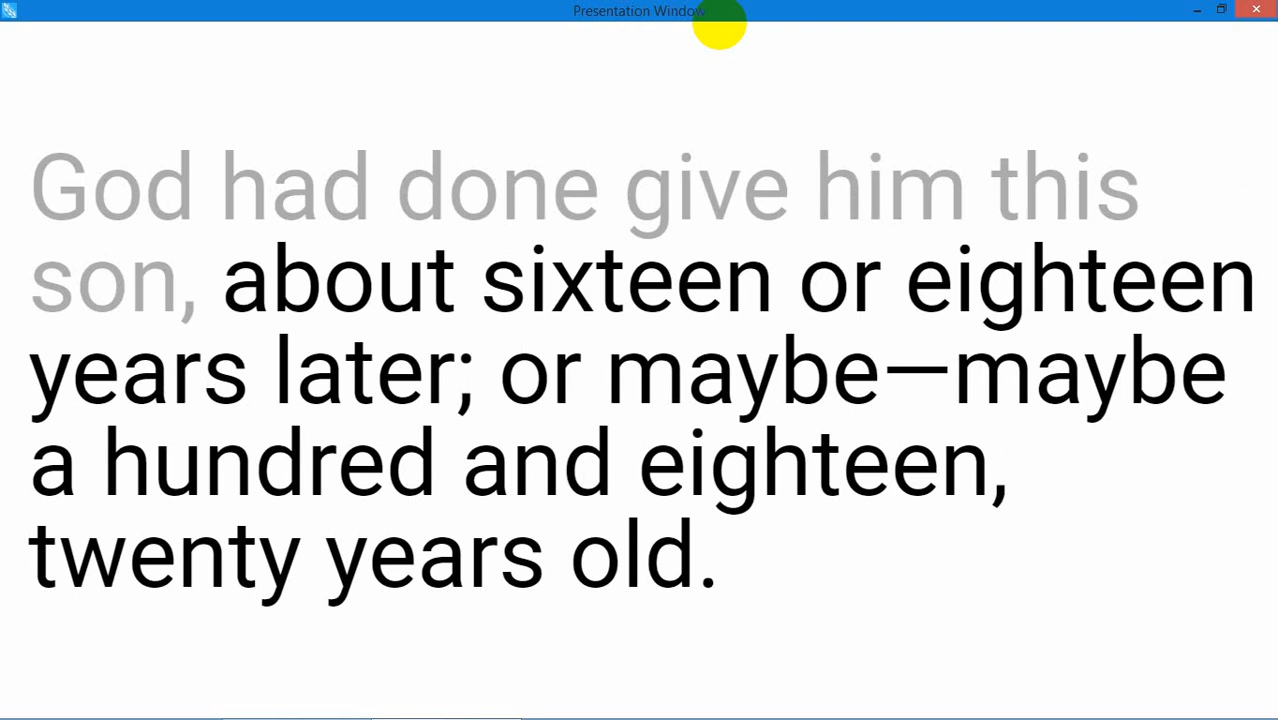 Presentation Window
God had done give him this
son, about sixteen or eighteen
years later; or maybe—maybe
a hundred and eighteen,
twenty years old.